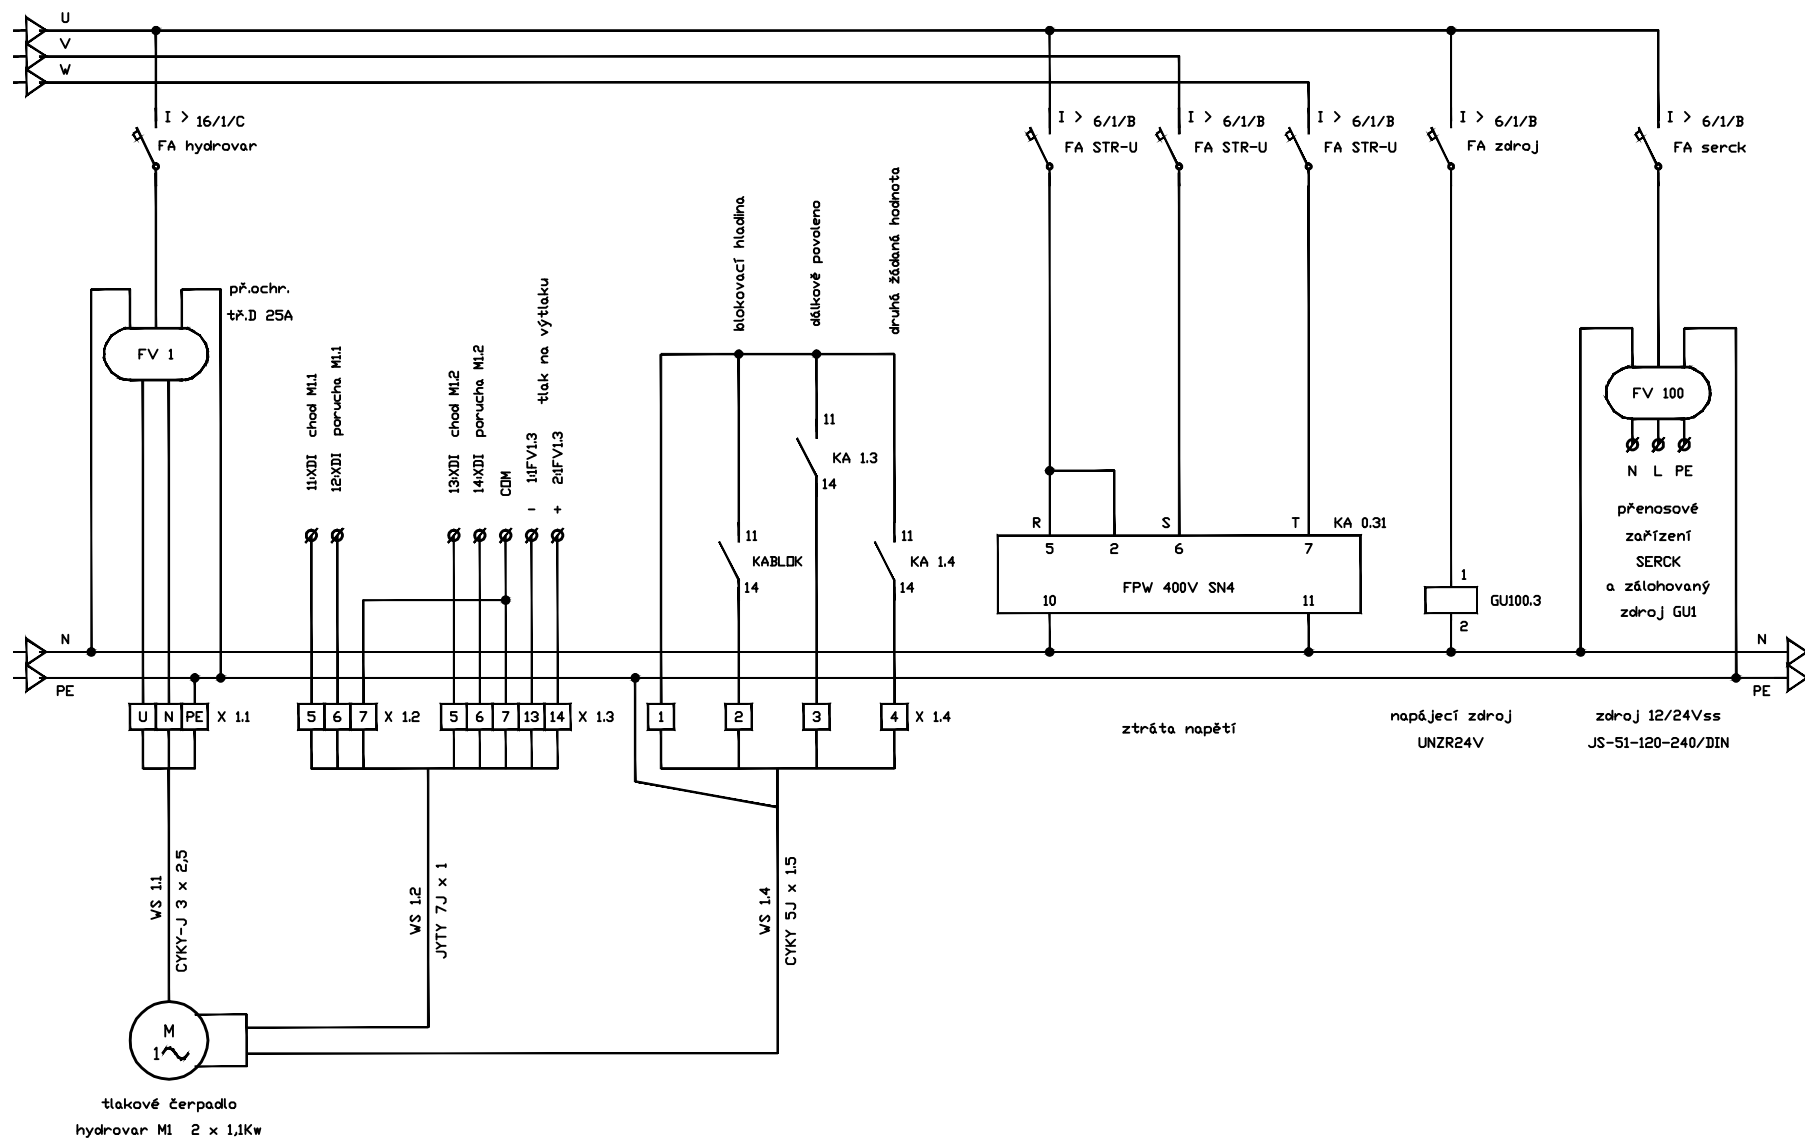 U
V
W
I > 16/1/C
FA hydrovar
I > 6/1/B
FA STR-U
I > 6/1/B
FA STR-U
I > 6/1/B
FA STR-U
I > 6/1/B
FA zdroj
I > 6/1/B
FA serck
př.ochr.
tř.D 25A
FV 1
11:XDI chod M1.1
12:XDI porucha M1.1
13:XDI chod M1.2
14:XDI porucha M1.2
COM
- 1:1FV1.3
+ 2:1FV1.3
tlak na výtlaku
blokovací hladina
dálkově povoleno
druhá žádaná hodnota
11
KABLOK
14
11
KA 1.3
14
11
KA 1.4
14
R
S
T
KA 0.31
5
2
6
7
FPW 400V SN4
10
11
1
GU100.3
2
FV 100
N L PE
přenosové
zařízení
SERCK
a zálohovaný
zdroj GU1
N
PE
N
PE
U N PE X 1.1
5 6 7 X 1.2
5 6 7 13 14 X 1.3
1 2 3 4 X 1.4
ztráta napětí
napájecí zdroj
UNZR24V
zdroj 12/24Vss
JS-51-120-240/DIN
WS 1.1
CYKY-J 3 x 2,5
WS 1.2
JYTY 7J x 1
WS 1.4
CYKY 5J x 1.5
M
1~
tlakové čerpadlo
hydrovar M1 2 x 1,1Kw